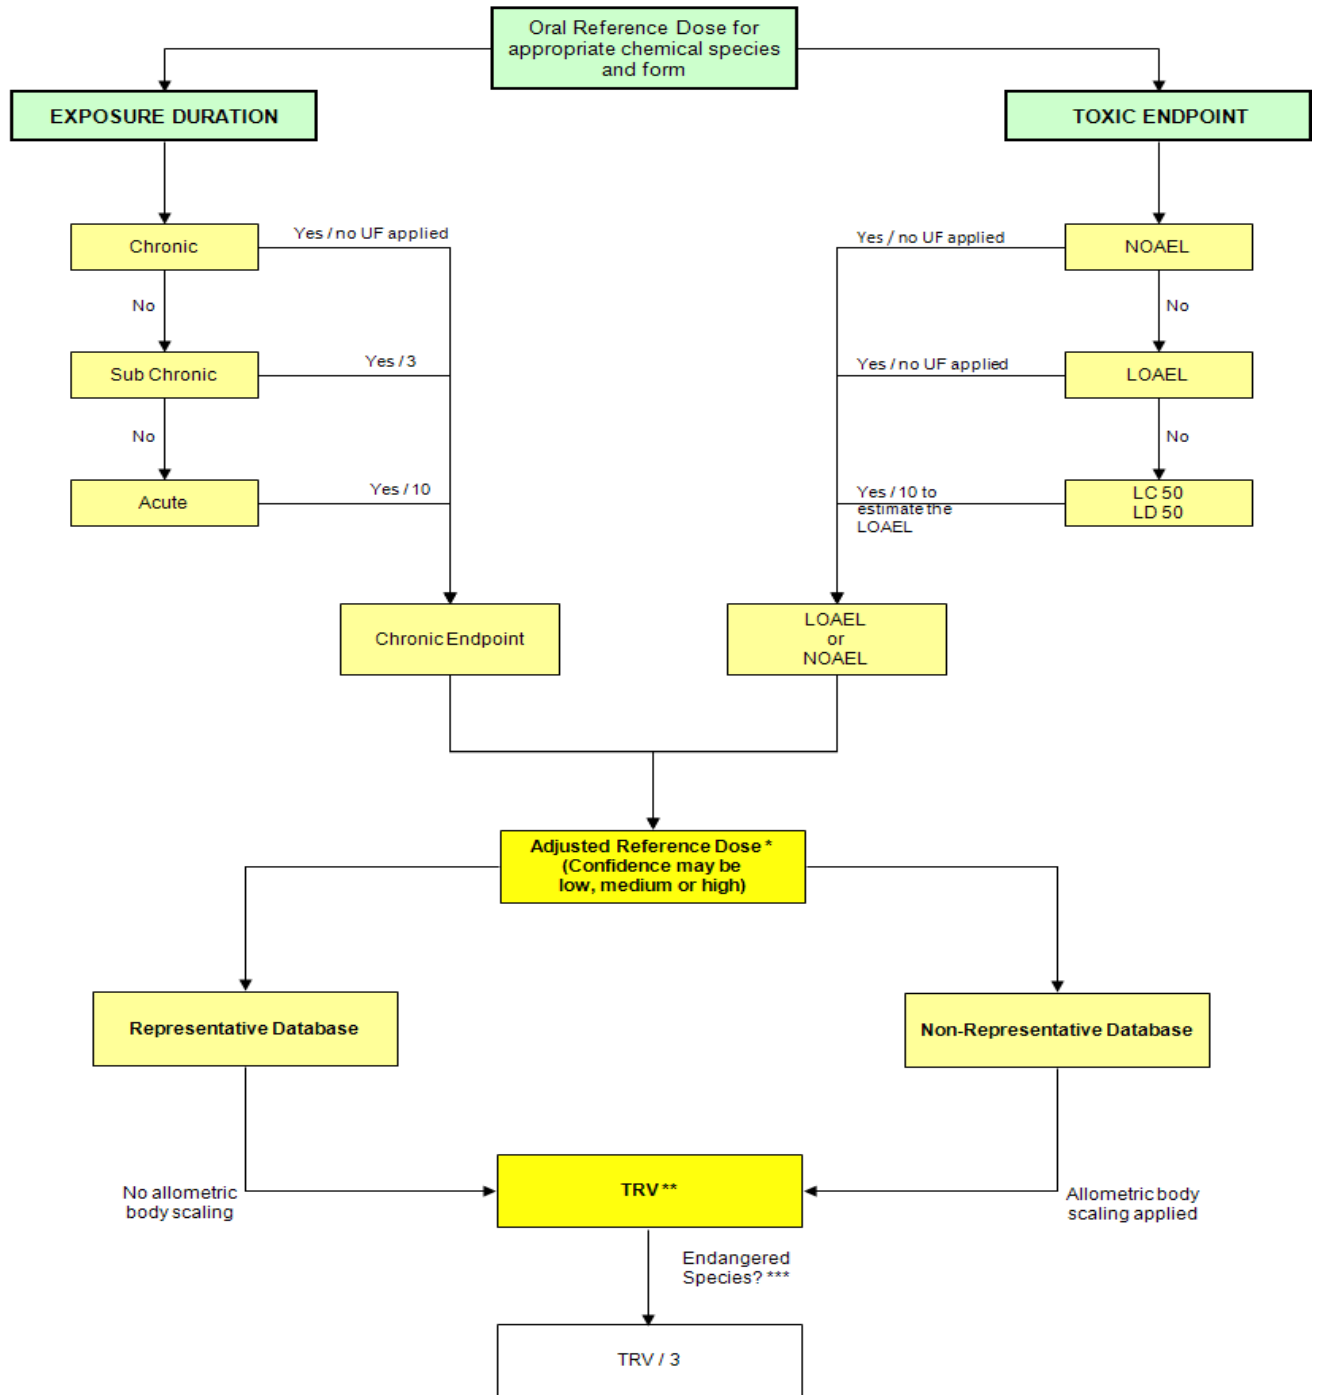 Oral Reference Dose for
appropriate chemical species
and form
EXPOSURE DURATION
TOXIC ENDPOINT
Chronic
Yes / no UF applied
Yes / no UF applied
NOAEL
No
No
Sub Chronic
Yes / 3
Yes / no UF applied
LOAEL
No
No
Acute
Yes / 10
Yes / 10 to
estimate the
LOAEL
LC 50
LD 50
Chronic Endpoint
LOAEL
or
NOAEL
Adjusted Reference Dose *
(Confidence may be
low, medium or high)
Representative Database
Non-Representative Database
No allometric
body scaling
TRV **
Allometric body
scaling applied
Endangered
Species? ***
TRV / 3